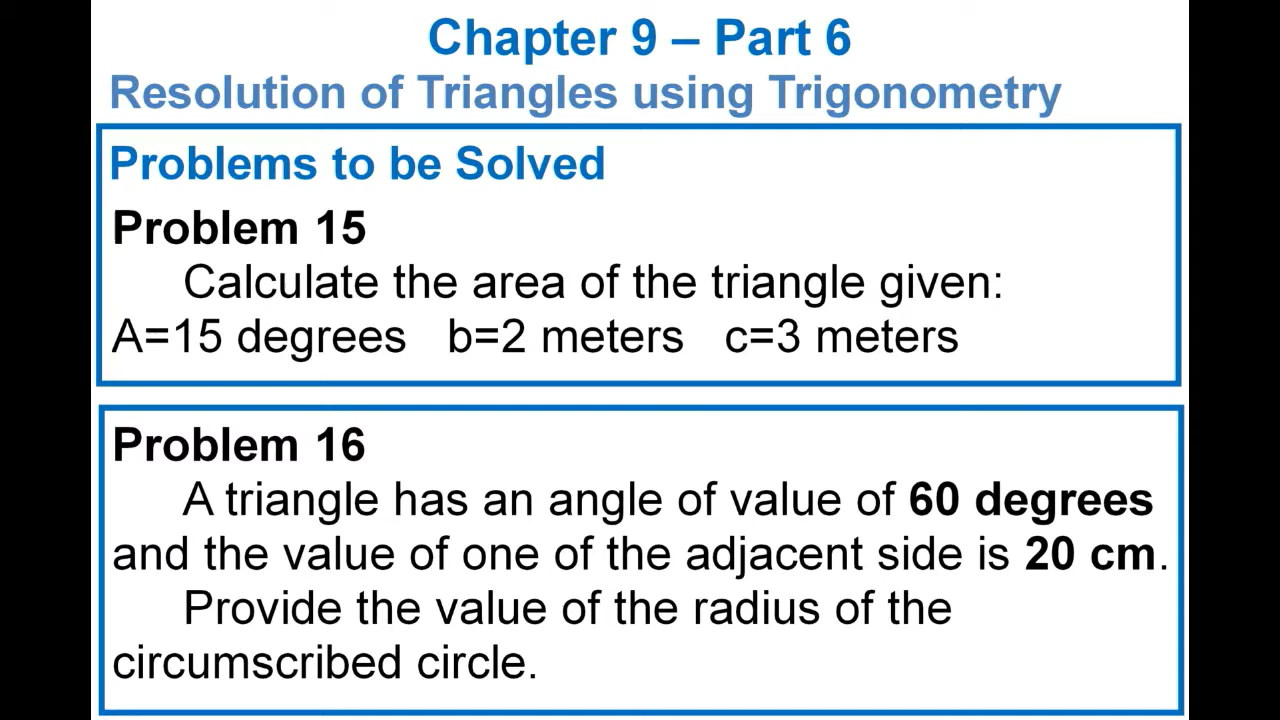 Chapter 9 – Part 6
Resolution of Triangles using Trigonometry
Problems to be Solved
Problem 15
Calculate the area of the triangle given:
A=15 degrees b=2 meters c=3 meters
Problem 16
A triangle has an angle of value of 60 degrees
and the value of one of the adjacent side is 20 cm.
Provide the value of the radius of the
circumscribed circle.